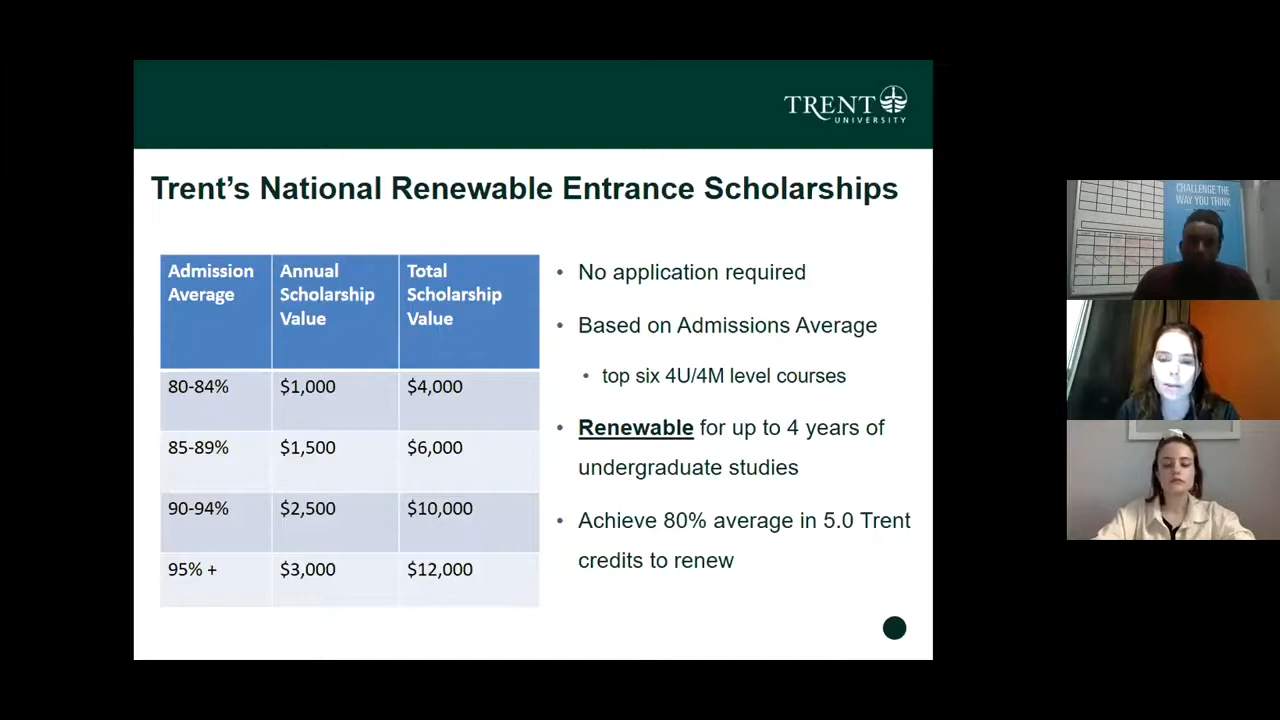 TRENT
UNIVERSITY
Trent's National Renewable Entrance Scholarships
Admission
Average
Annual
Scholarship
Value
Total
Scholarship
Value
80-84%
$1,000
$4,000
85-89%
$1,500
$6,000
90-94%
$2,500
$10,000
95% +
$3,000
$12,000
• No application required
• Based on Admissions Average
• top six 4U/4M level courses
• Renewable for up to 4 years of
undergraduate studies
• Achieve 80% average in 5.0 Trent
credits to renew
CHALLENGE THE
WAY YOU THINK